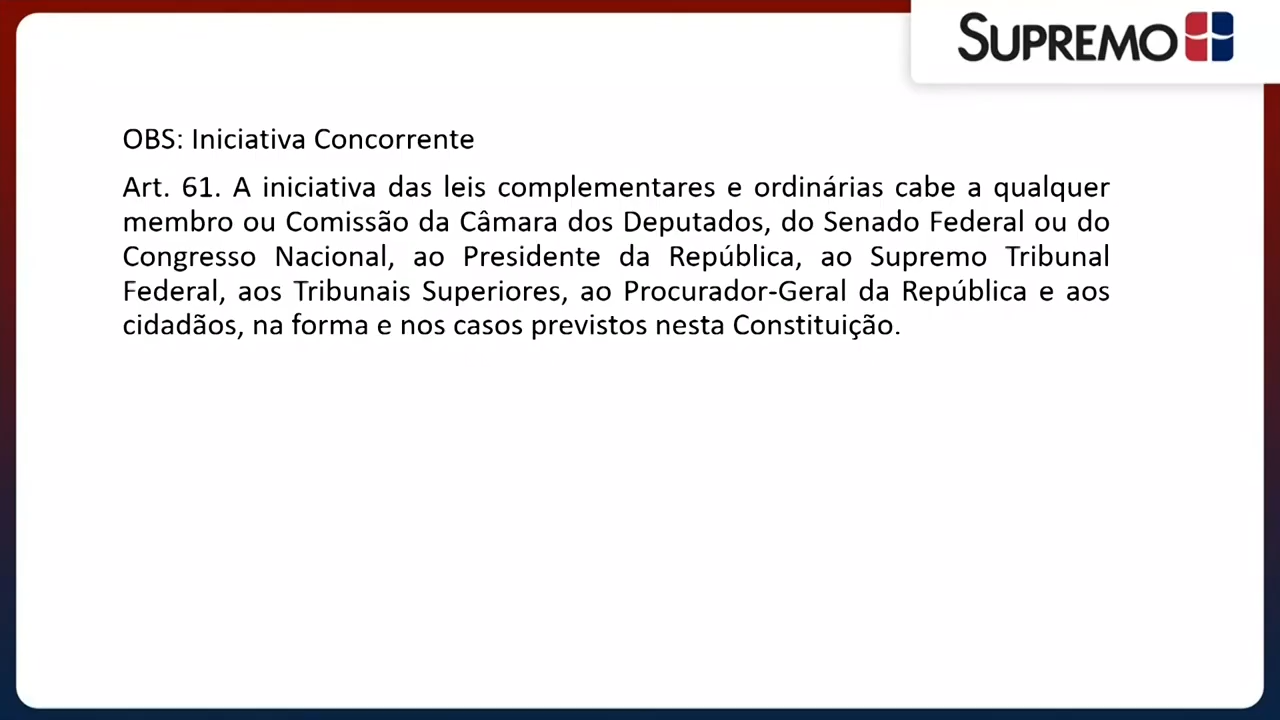 SUPREMO
OBS: Iniciativa Concorrente
Art. 61. A iniciativa das leis complementares e ordinárias cabe a qualquer
membro ou Comissão da Câmara dos Deputados, do Senado Federal ou do
Congresso Nacional, ao Presidente da República, ao Supremo Tribunal
Federal, aos Tribunais Superiores, ao Procurador-Geral da República e aos
cidadãos, na forma e nos casos previstos nesta Constituição.